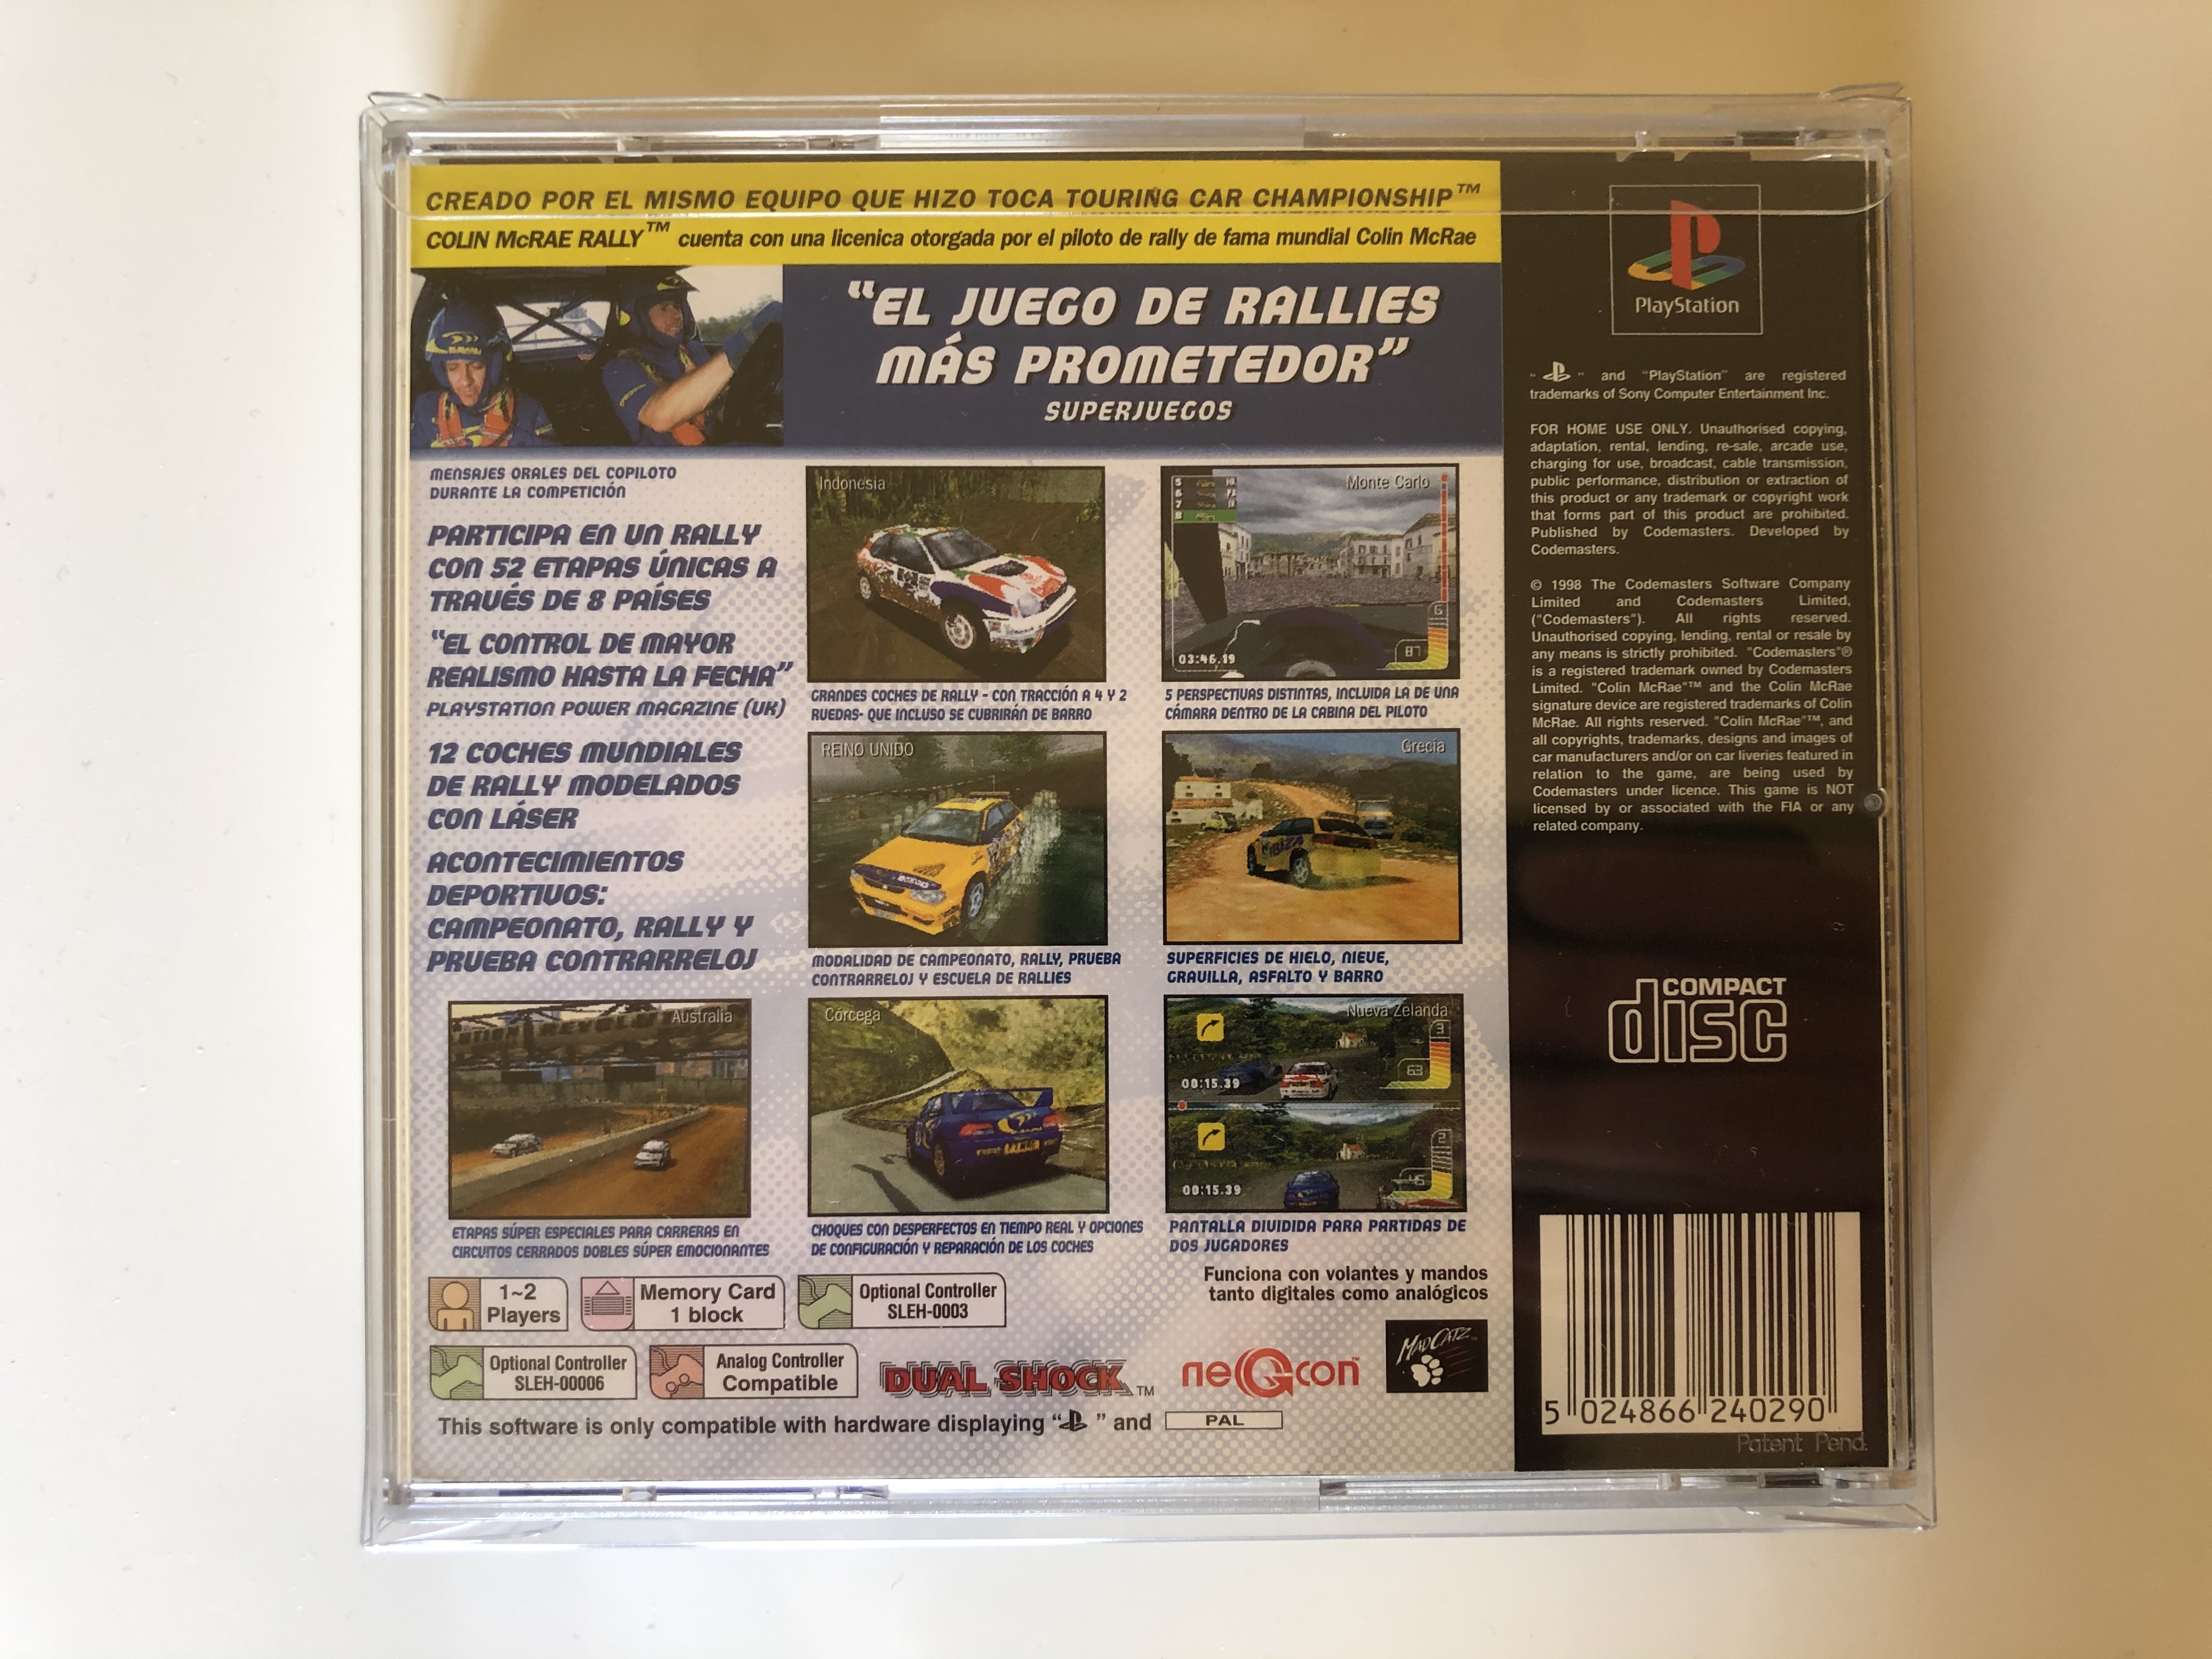 CREADO POR EL MISMO EQUIPO QUE HIZO TOCA TOURING CAR CHAMPIONSHIP™
COLIN McRAE RALLY™ cuenta con una licenica otorgada por el piloto de rally de fama mundial Colin McRae
"EL JUEGO DE RALLIES
MÁS PROMETEDOR"
SUPERJUEGOS
MENSAJES ORALES DEL COPILOTO
DURANTE LA COMPETICIÓN
PARTICIPA EN UN RALLY
CON 52 ETAPAS ÚNICAS A
TRAVÉS DE 8 PAÍSES
"EL CONTROL DE MAYOR
REALISMO HASTA LA FECHA"
PLAYSTATION POWER MAGAZINE (UK)
12 COCHES MUNDIALES
DE RALLY MODELADOS
CON LÁSER
ACONTECIMIENTOS
DEPORTIVOS:
CAMPEONATO, RALLY Y
PRUEBA CONTRARRELOJ
Indonesia
GRANDES COCHES DE RALLY - CON TRACCIÓN A 4 Y 2
RUEDAS- QUE INCLUSO SE CUBRIRÁN DE BARRO
Monte Carlo
5
6
7
8
6
87
03:46.19
5 PERSPECTIVAS DISTINTAS, INCLUIDA LA DE UNA
CÁMARA DENTRO DE LA CABINA DEL PILOTO
REINO UNIDO
MODALIDAD DE CAMPEONATO, RALLY, PRUEBA
CONTRARRELOJ Y ESCUELA DE RALLIES
Grecia
SUPERFICIES DE HIELO, NIEVE,
GRAVILLA, ASFALTO Y BARRO
Australia
ETAPAS SÚPER ESPECIALES PARA CARRERAS EN
CIRCUITOS CERRADOS DOBLES SÚPER EMOCIONANTES
Córcega
CHOQUES CON DESPERFECTOS EN TIEMPO REAL Y OPCIONES
DE CONFIGURACIÓN Y REPARACIÓN DE LOS COCHES
Nueva Zelanda
3
63
00:15.39
2
45
00:15.39
PANTALLA DIVIDIDA PARA PARTIDAS DE
DOS JUGADORES
1~2
Players
Memory Card
1 block
Optional Controller
SLEH-0003
Funciona con volantes y mandos
tanto digitales como analógicos
Optional Controller
SLEH-00006
Analog Controller
Compatible
DUAL SHOCK™
neGcon™
MAD CATZ
This software is only compatible with hardware displaying " " and PAL
PlayStation
" " and "PlayStation" are registered
trademarks of Sony Computer Entertainment Inc.
FOR HOME USE ONLY. Unauthorised copying,
adaptation, rental, lending, re-sale, arcade use,
charging for use, broadcast, cable transmission,
public performance, distribution or extraction of
this product or any trademark or copyright work
that forms part of this product are prohibited.
Published by Codemasters. Developed by
Codemasters.
© 1998 The Codemasters Software Company
Limited and Codemasters Limited,
("Codemasters"). All rights reserved.
Unauthorised copying, lending, rental or resale by
any means is strictly prohibited. "Codemasters"®
is a registered trademark owned by Codemasters
Limited. "Colin McRae"™ and the Colin McRae
signature device are registered trademarks of Colin
McRae. All rights reserved. "Colin McRae"™, and
all copyrights, trademarks, designs and images of
car manufacturers and/or on car liveries featured in
relation to the game, are being used by
Codemasters under licence. This game is NOT
licensed by or associated with the FIA or any
related company.
COMPACT
disc
5 024866 240290
Patent Pend.